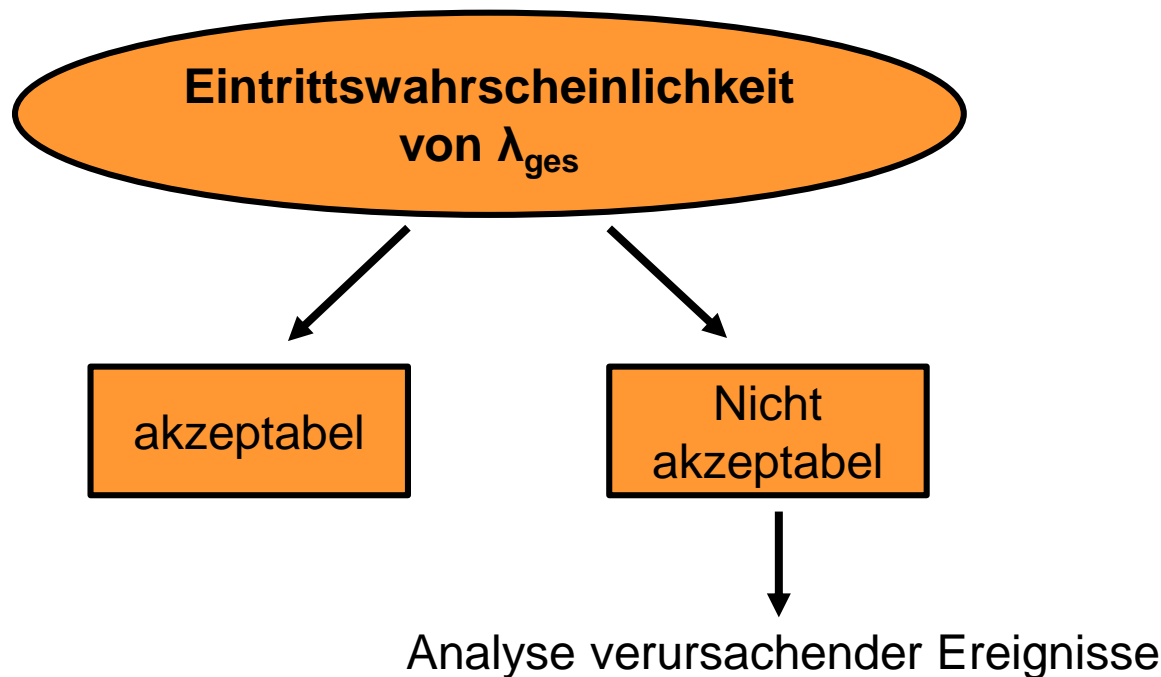 Eintrittswahrscheinlichkeit
von λges
akzeptabel
Nicht
akzeptabel
Analyse verursachender Ereignisse